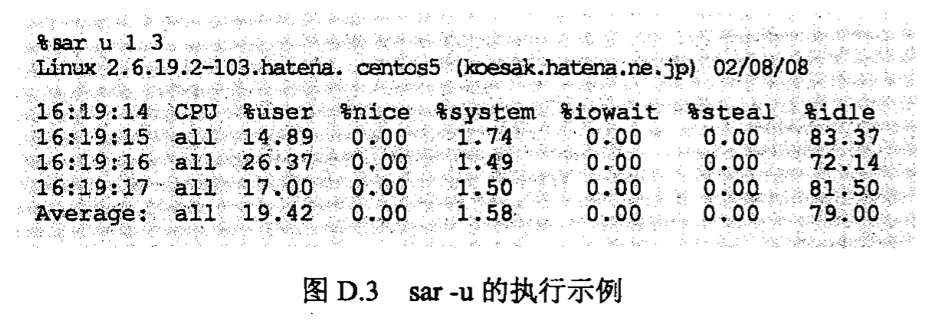 %sar u 1 3
Linux 2.6.19.2-103.hatena. centos5 (koesak.hatena.ne.jp) 02/08/08
16:19:14 CPU %user %nice %system %iowait %steal %idle
16:19:15 all 14.89 0.00 1.74 0.00 0.00 83.37
16:19:16 all 26.37 0.00 1.49 0.00 0.00 72.14
16:19:17 all 17.00 0.00 1.50 0.00 0.00 81.50
Average: all 19.42 0.00 1.58 0.00 0.00 79.00
图 D.3 sar -u 的执行示例